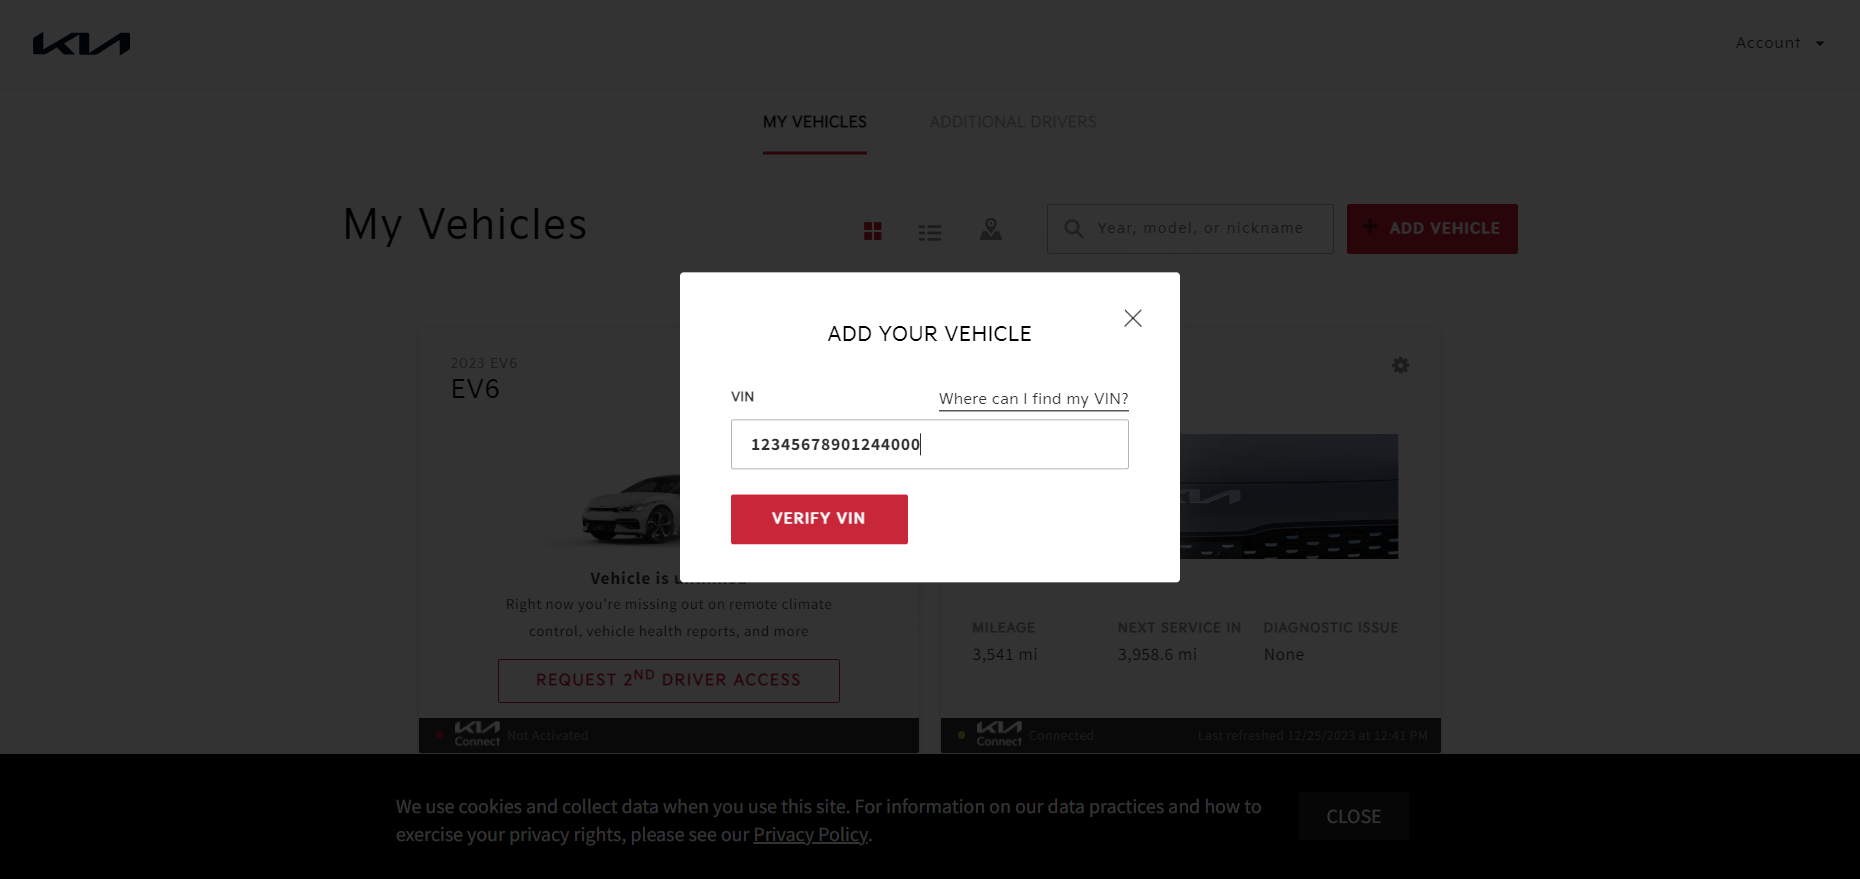 KIA
Account
MY VEHICLES
ADDITIONAL DRIVERS
My Vehicles
Year, model, or nickname
+ ADD VEHICLE
ADD YOUR VEHICLE
VIN
Where can I find my VIN?
12345678901244000
VERIFY VIN
2023 EV6
EV6
Vehicle is
Right now you're missing out on remote climate
control, vehicle health reports, and more
REQUEST 2ND DRIVER ACCESS
KIA
Connect
Not Activated
KIA
MILEAGE
NEXT SERVICE IN
DIAGNOSTIC ISSUE
3,541 mi
3,958.6 mi
None
KIA
Connect
Connected
Last refreshed 12/25/2023 at 12:41 PM
We use cookies and collect data when you use this site. For information on our data practices and how to
exercise your privacy rights, please see our Privacy Policy.
CLOSE